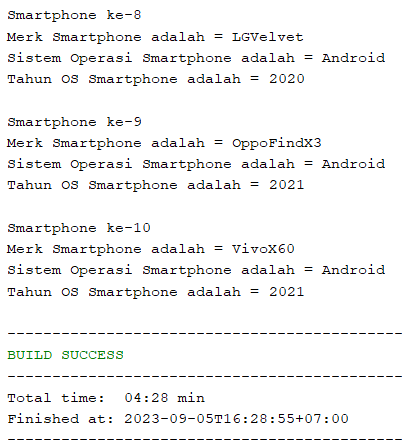 Smartphone ke-8
Merk Smartphone adalah = LGVelvet
Sistem Operasi Smartphone adalah = Android
Tahun OS Smartphone adalah = 2020

Smartphone ke-9
Merk Smartphone adalah = OppoFindX3
Sistem Operasi Smartphone adalah = Android
Tahun OS Smartphone adalah = 2021

Smartphone ke-10
Merk Smartphone adalah = VivoX60
Sistem Operasi Smartphone adalah = Android
Tahun OS Smartphone adalah = 2021

--------------------------------------------
BUILD SUCCESS
--------------------------------------------
Total time:  04:28 min
Finished at: 2023-09-05T16:28:55+07:00
--------------------------------------------